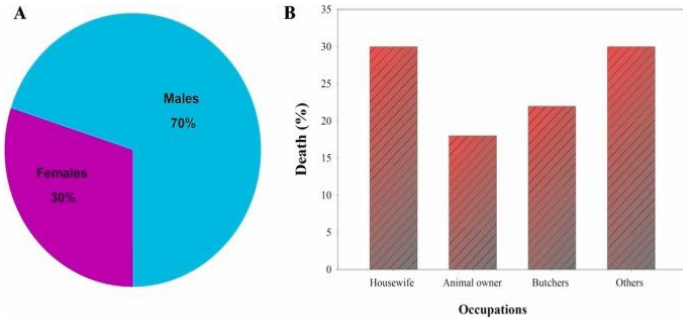 A
Males
70%
Females
30%
B
Death (%)
35
30
25
20
15
10
5
0
Housewife Animal owner Butchers Others
Occupations